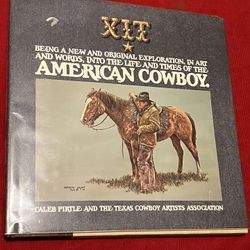 XIT
BEING A NEW AND ORIGINAL EXPLORATION, IN ART
AND WORDS, INTO THE LIFE AND TIMES OF THE
AMERICAN COWBOY.
CALEB PIRTLE AND THE TEXAS COWBOY ARTISTS ASSOCIATION